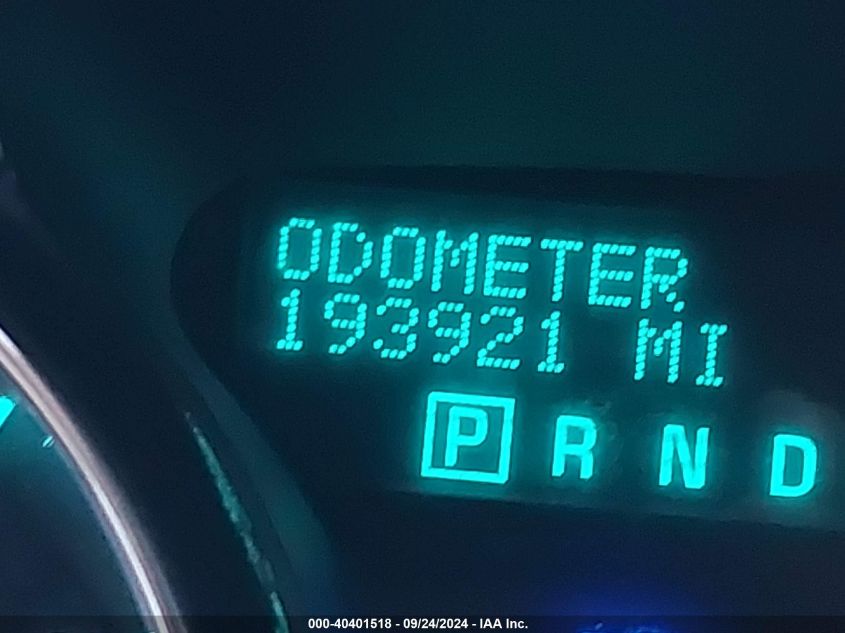 ODOMETER
193921 MI
P R N D
000-40401518 - 09/24/2024 - IAA Inc.